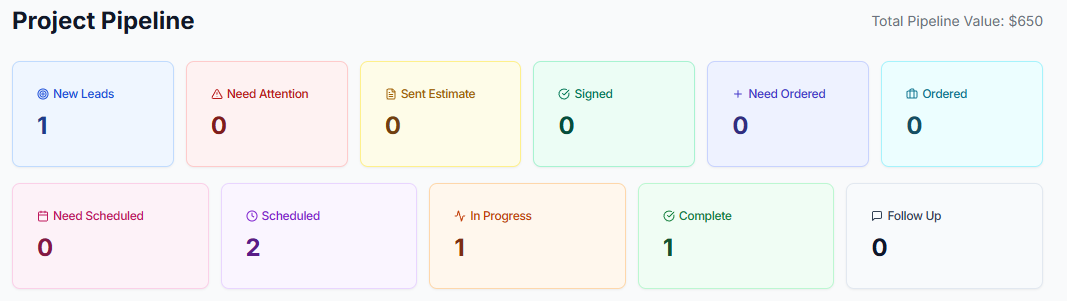 Project Pipeline
Total Pipeline Value: $650
New Leads
1
Need Attention
0
Sent Estimate
0
Signed
0
Need Ordered
0
Ordered
0
Need Scheduled
0
Scheduled
2
In Progress
1
Complete
1
Follow Up
0